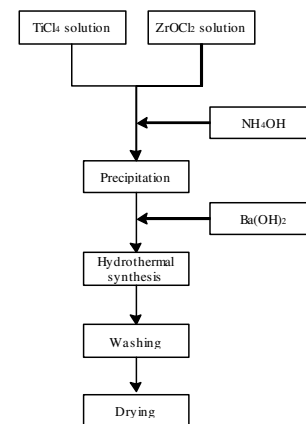 TiCl4 solution
ZrOCl2 solution
NH4OH
Precipitation
Ba(OH)2
Hydrothermal
synthesis
Washing
Drying